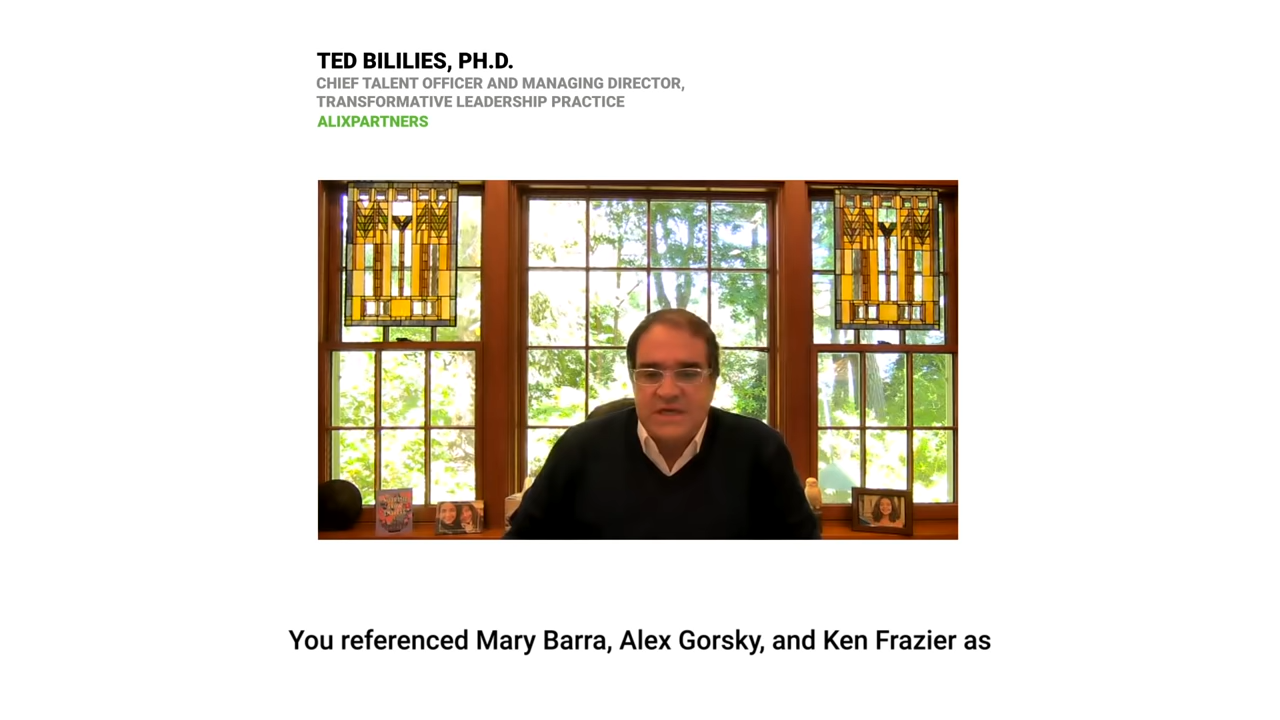 TED BILILIES, PH.D.
CHIEF TALENT OFFICER AND MANAGING DIRECTOR,
TRANSFORMATIVE LEADERSHIP PRACTICE
ALIXPARTNERS
You referenced Mary Barra, Alex Gorsky, and Ken Frazier as